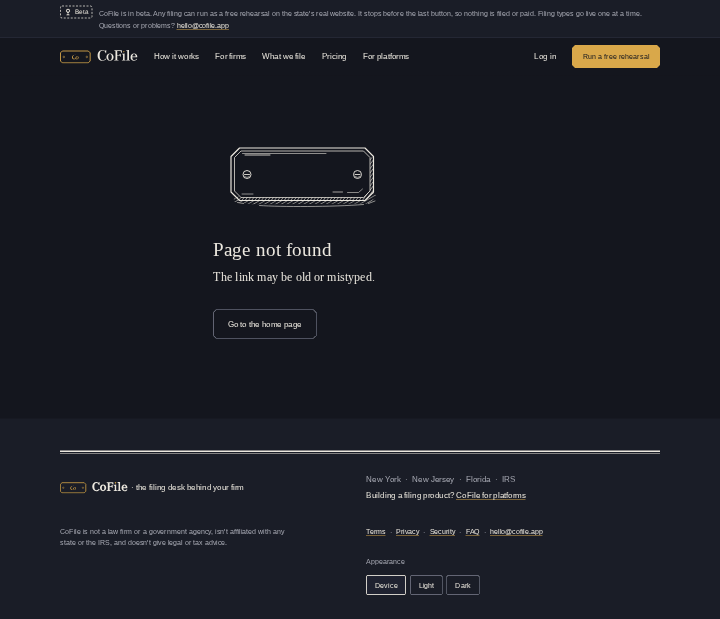 Beta
CoFile is in beta. Any filing can run as a free rehearsal on the state's real website. It stops before the last button, so nothing is filed or paid. Filing types go live one at a time.
Questions or problems? hello@cofile.app
Co CoFile How it works For firms What we file Pricing For platforms Log in Run a free rehearsal
Page not found
The link may be old or mistyped.
Go to the home page
New York · New Jersey · Florida · IRS
Co CoFile · the filing desk behind your firm
Building a filing product? CoFile for platforms
CoFile is not a law firm or a government agency, isn't affiliated with any
state or the IRS, and doesn't give legal or tax advice.
Terms · Privacy · Security · FAQ · hello@cofile.app
Appearance
Device Light Dark